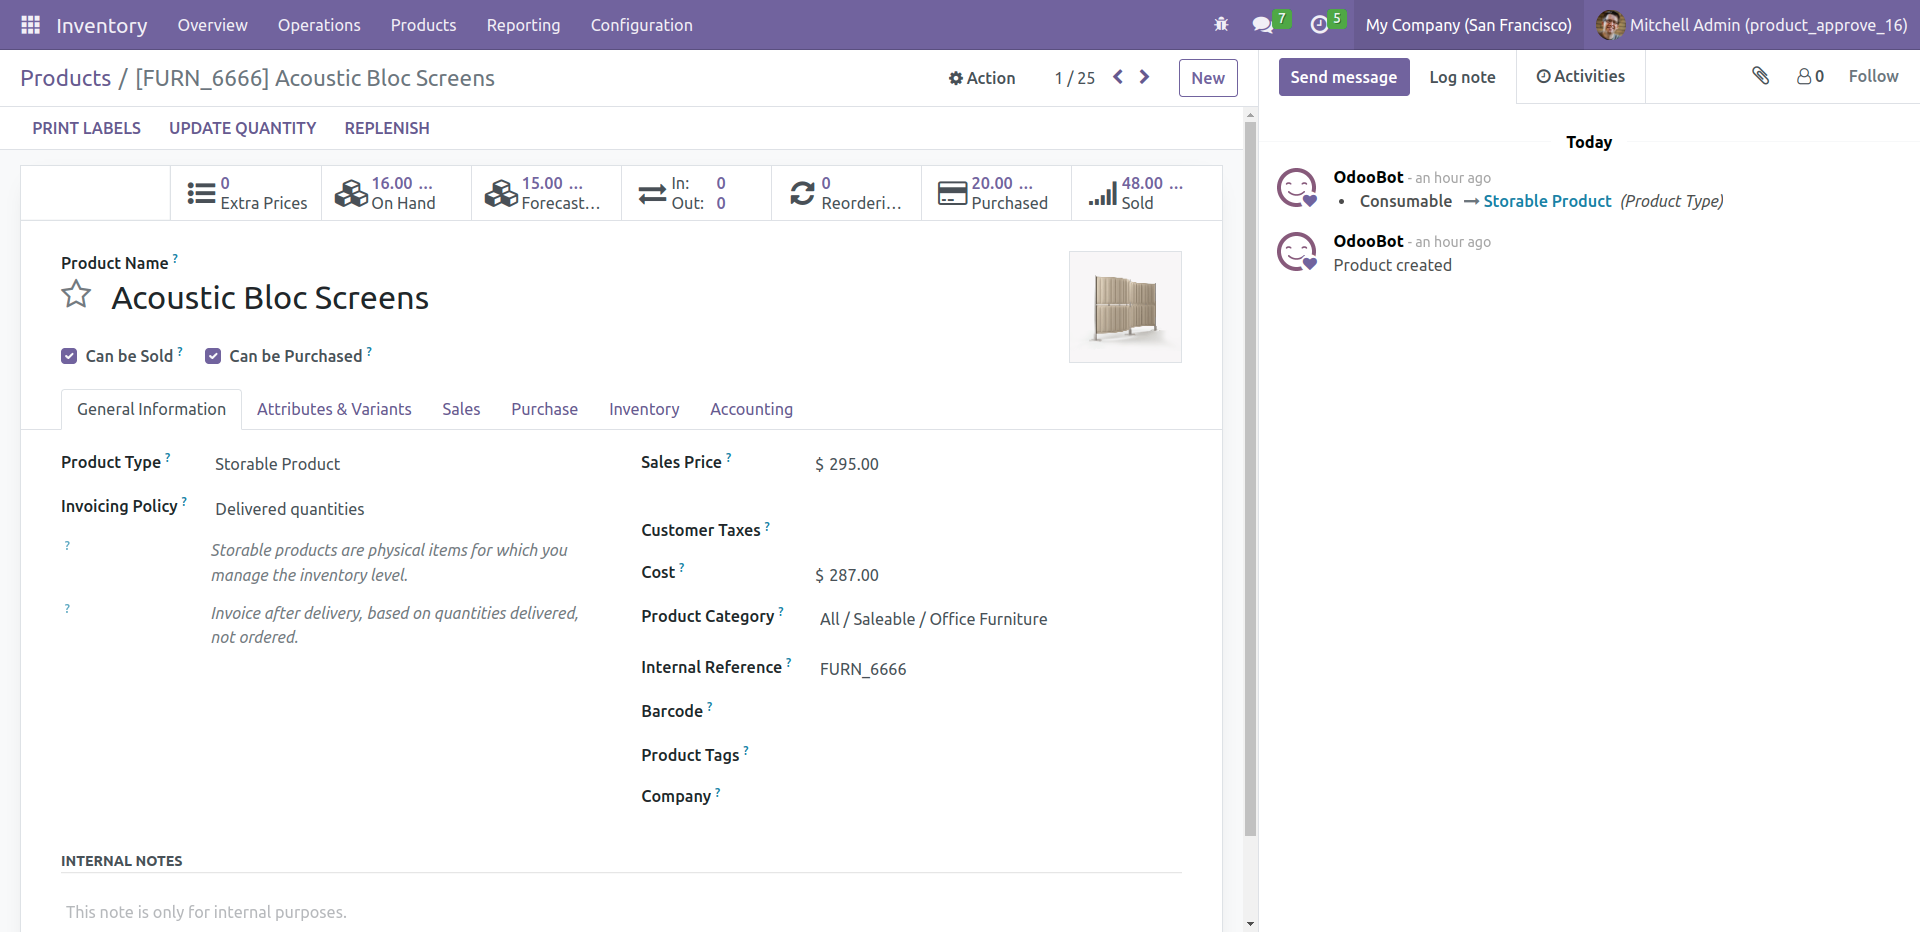 Inventory Overview Operations Products Reporting Configuration 7 5 My Company (San Francisco) Mitchell Admin (product_approve_16)
Products / [FURN_6666] Acoustic Bloc Screens Action 1 / 25 New Send message Log note Activities 0 Follow
PRINT LABELS UPDATE QUANTITY REPLENISH
0 Extra Prices
16.00 ... On Hand
15.00 ... Forecast...
In: 0
Out: 0
0 Reorderi...
20.00 ... Purchased
48.00 ... Sold
Product Name ?
Acoustic Bloc Screens
Can be Sold ? Can be Purchased ?
General Information Attributes & Variants Sales Purchase Inventory Accounting
Product Type ? Storable Product
Invoicing Policy ? Delivered quantities
? Storable products are physical items for which you
manage the inventory level.
? Invoice after delivery, based on quantities delivered,
not ordered.
Sales Price ? $ 295.00
Customer Taxes ?
Cost ? $ 287.00
Product Category ? All / Saleable / Office Furniture
Internal Reference ? FURN_6666
Barcode ?
Product Tags ?
Company ?
INTERNAL NOTES
This note is only for internal purposes.
Today
OdooBot - an hour ago
• Consumable → Storable Product (Product Type)
OdooBot - an hour ago
Product created